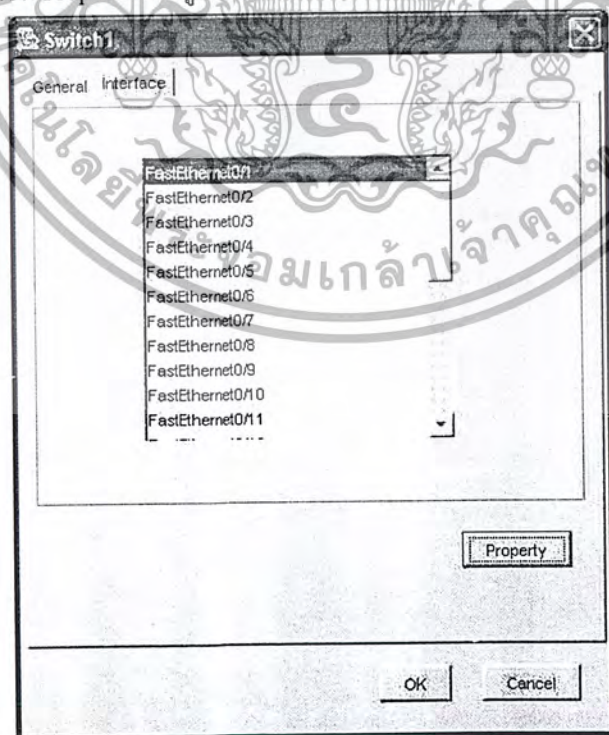 Switch1
General Interface
FastEthernet0/1
FastEthernet0/2
FastEthernet0/3
FastEthernet0/4
FastEthernet0/5
FastEthernet0/6
FastEthernet0/7
FastEthernet0/8
FastEthernet0/9
FastEthernet0/10
FastEthernet0/11
Property
OK Cancel